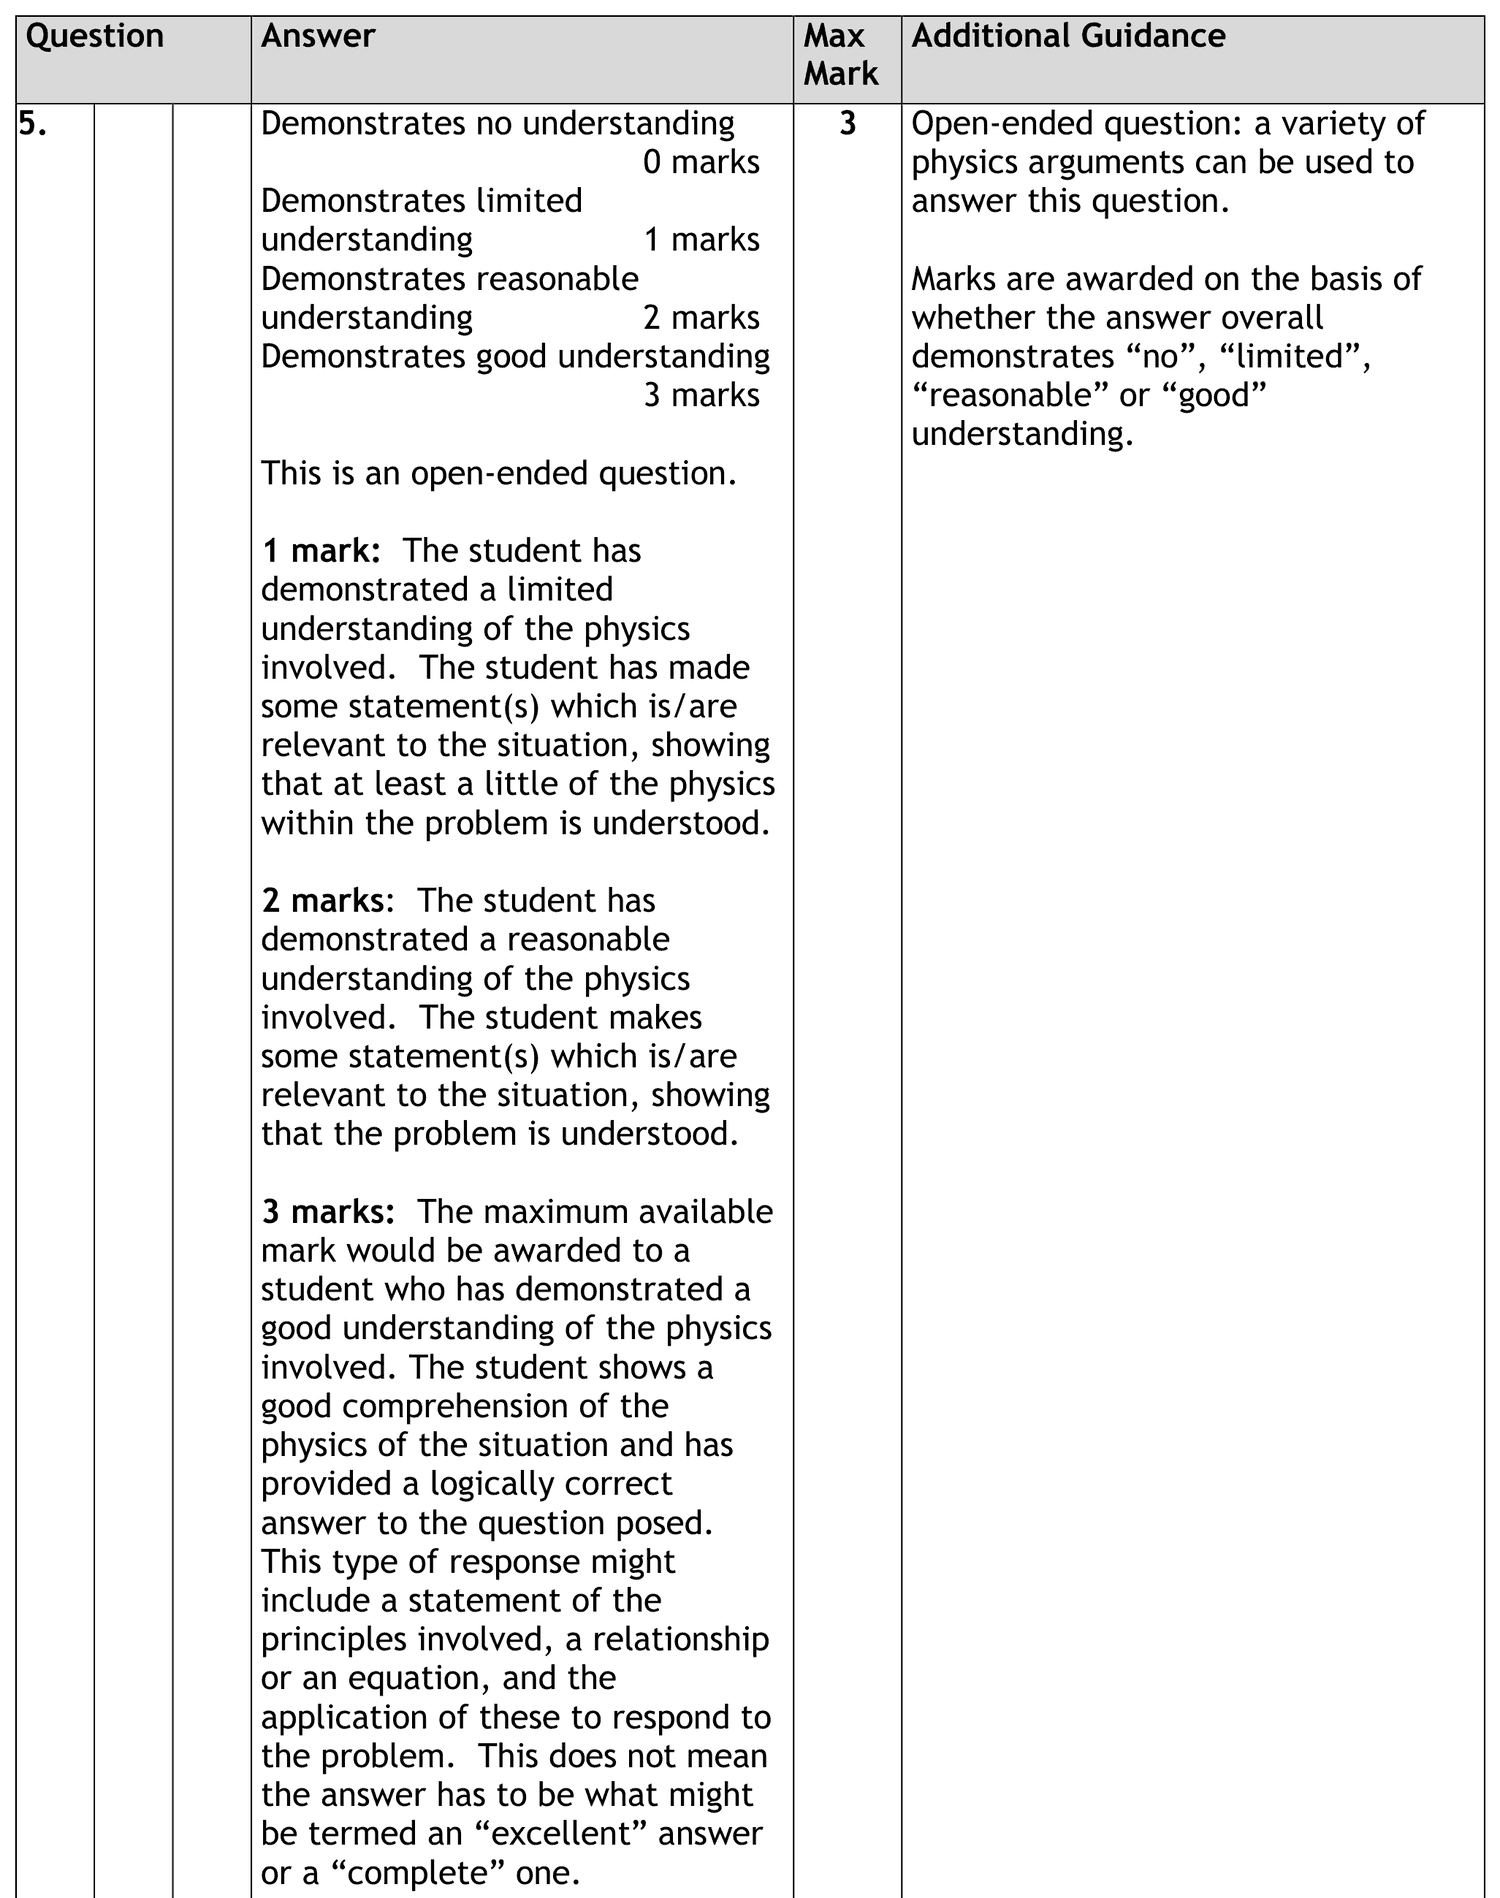 Question Answer Max Mark Additional Guidance
5. Demonstrates no understanding 3 Open-ended question: a variety of
0 marks physics arguments can be used to
Demonstrates limited answer this question.
understanding 1 marks
Demonstrates reasonable Marks are awarded on the basis of
understanding 2 marks whether the answer overall
Demonstrates good understanding demonstrates “no”, “limited”,
3 marks “reasonable” or “good”
understanding.
This is an open-ended question.
1 mark: The student has
demonstrated a limited
understanding of the physics
involved. The student has made
some statement(s) which is/are
relevant to the situation, showing
that at least a little of the physics
within the problem is understood.
2 marks: The student has
demonstrated a reasonable
understanding of the physics
involved. The student makes
some statement(s) which is/are
relevant to the situation, showing
that the problem is understood.
3 marks: The maximum available
mark would be awarded to a
student who has demonstrated a
good understanding of the physics
involved. The student shows a
good comprehension of the
physics of the situation and has
provided a logically correct
answer to the question posed.
This type of response might
include a statement of the
principles involved, a relationship
or an equation, and the
application of these to respond to
the problem. This does not mean
the answer has to be what might
be termed an “excellent” answer
or a “complete” one.